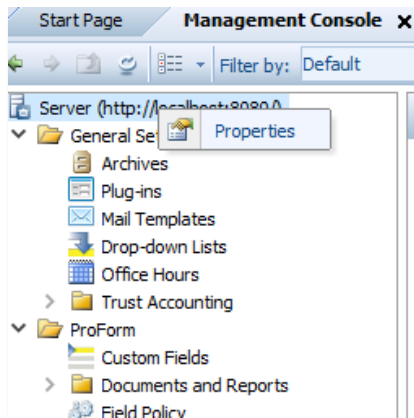 Start Page Management Console
Filter by: Default
Server (http://localhost:8080/)
General Se
Properties
Archives
Plug-ins
Mail Templates
Drop-down Lists
Office Hours
Trust Accounting
ProForm
Custom Fields
Documents and Reports
Field Policy